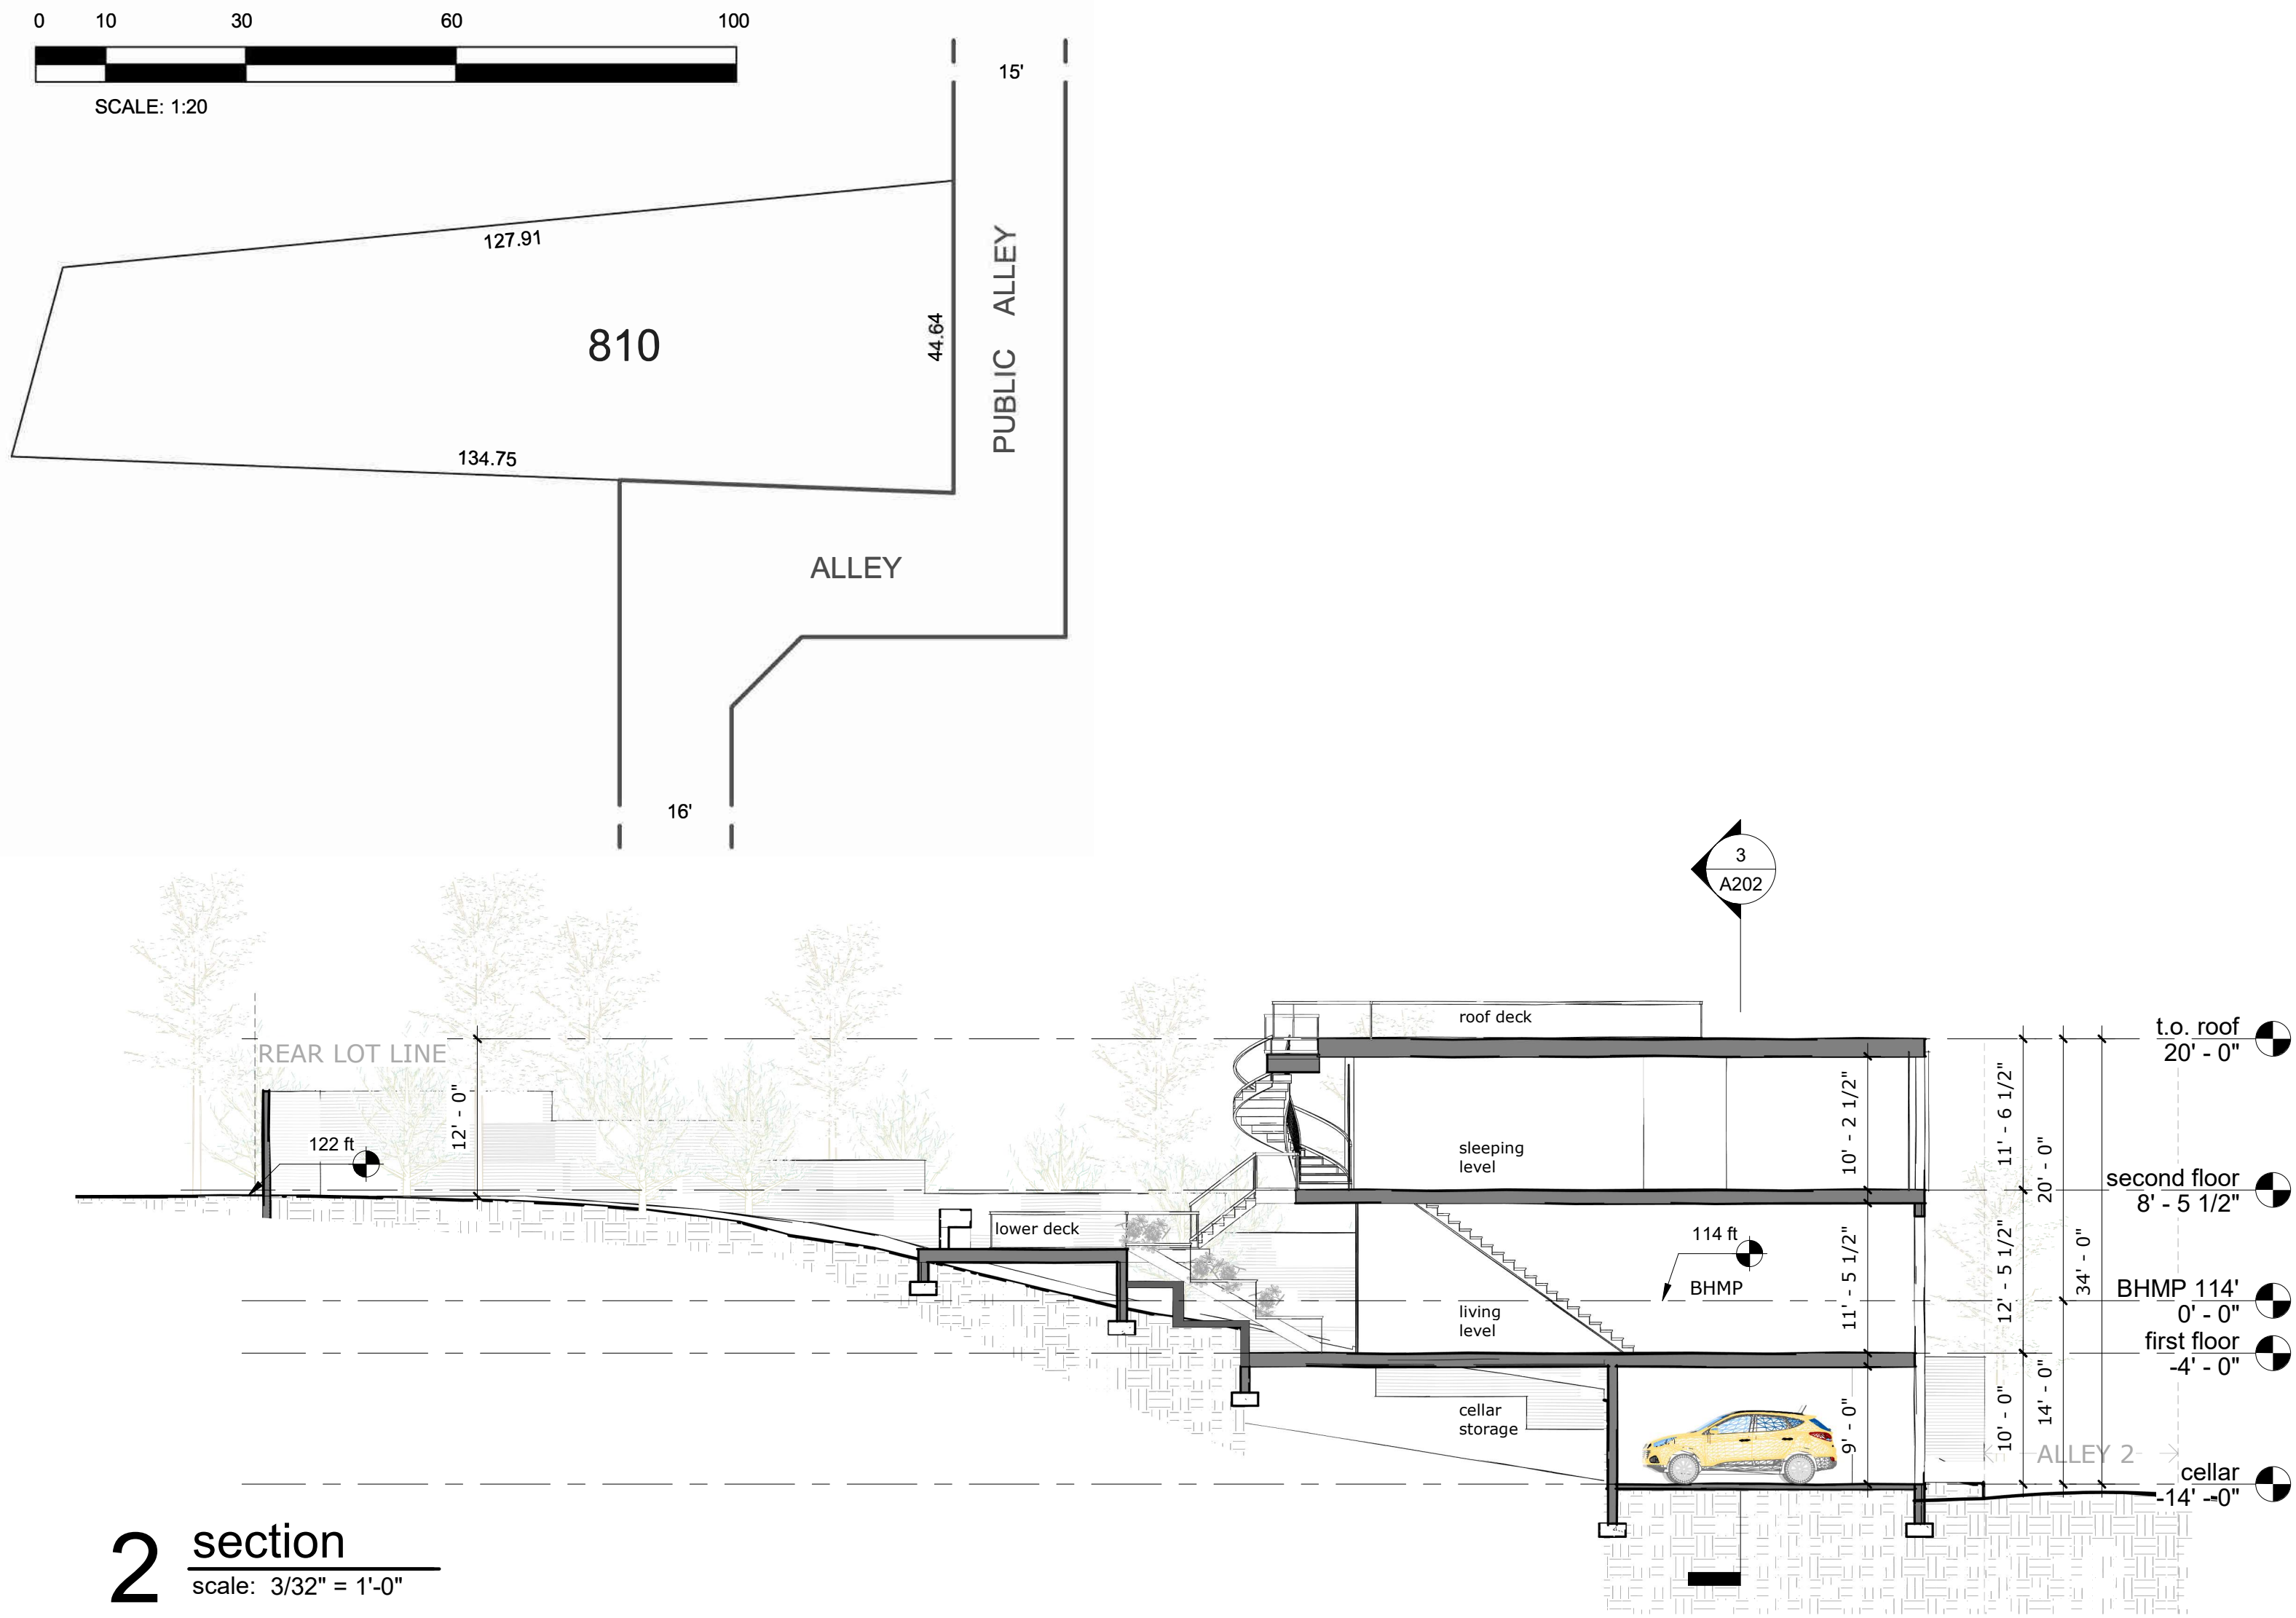 0 10 30 60 100
SCALE: 1:20
15'
127.91
PUBLIC ALLEY
44.64
810
134.75
ALLEY
16'
3
A202
roof deck
t.o. roof
20' - 0"
REAR LOT LINE
12' - 0"
122 ft
10' - 2 1/2"
11' - 6 1/2"
20' - 0"
sleeping
level
second floor
8' - 5 1/2"
lower deck
114 ft
BHMP
11' - 5 1/2"
12' - 5 1/2"
34' - 0"
BHMP 114'
0' - 0"
living
level
first floor
-4' - 0"
cellar
storage
9' - 0"
10' - 0"
14' - 0"
ALLEY 2
cellar
-14' - 0"
2 section
scale: 3/32" = 1'-0"